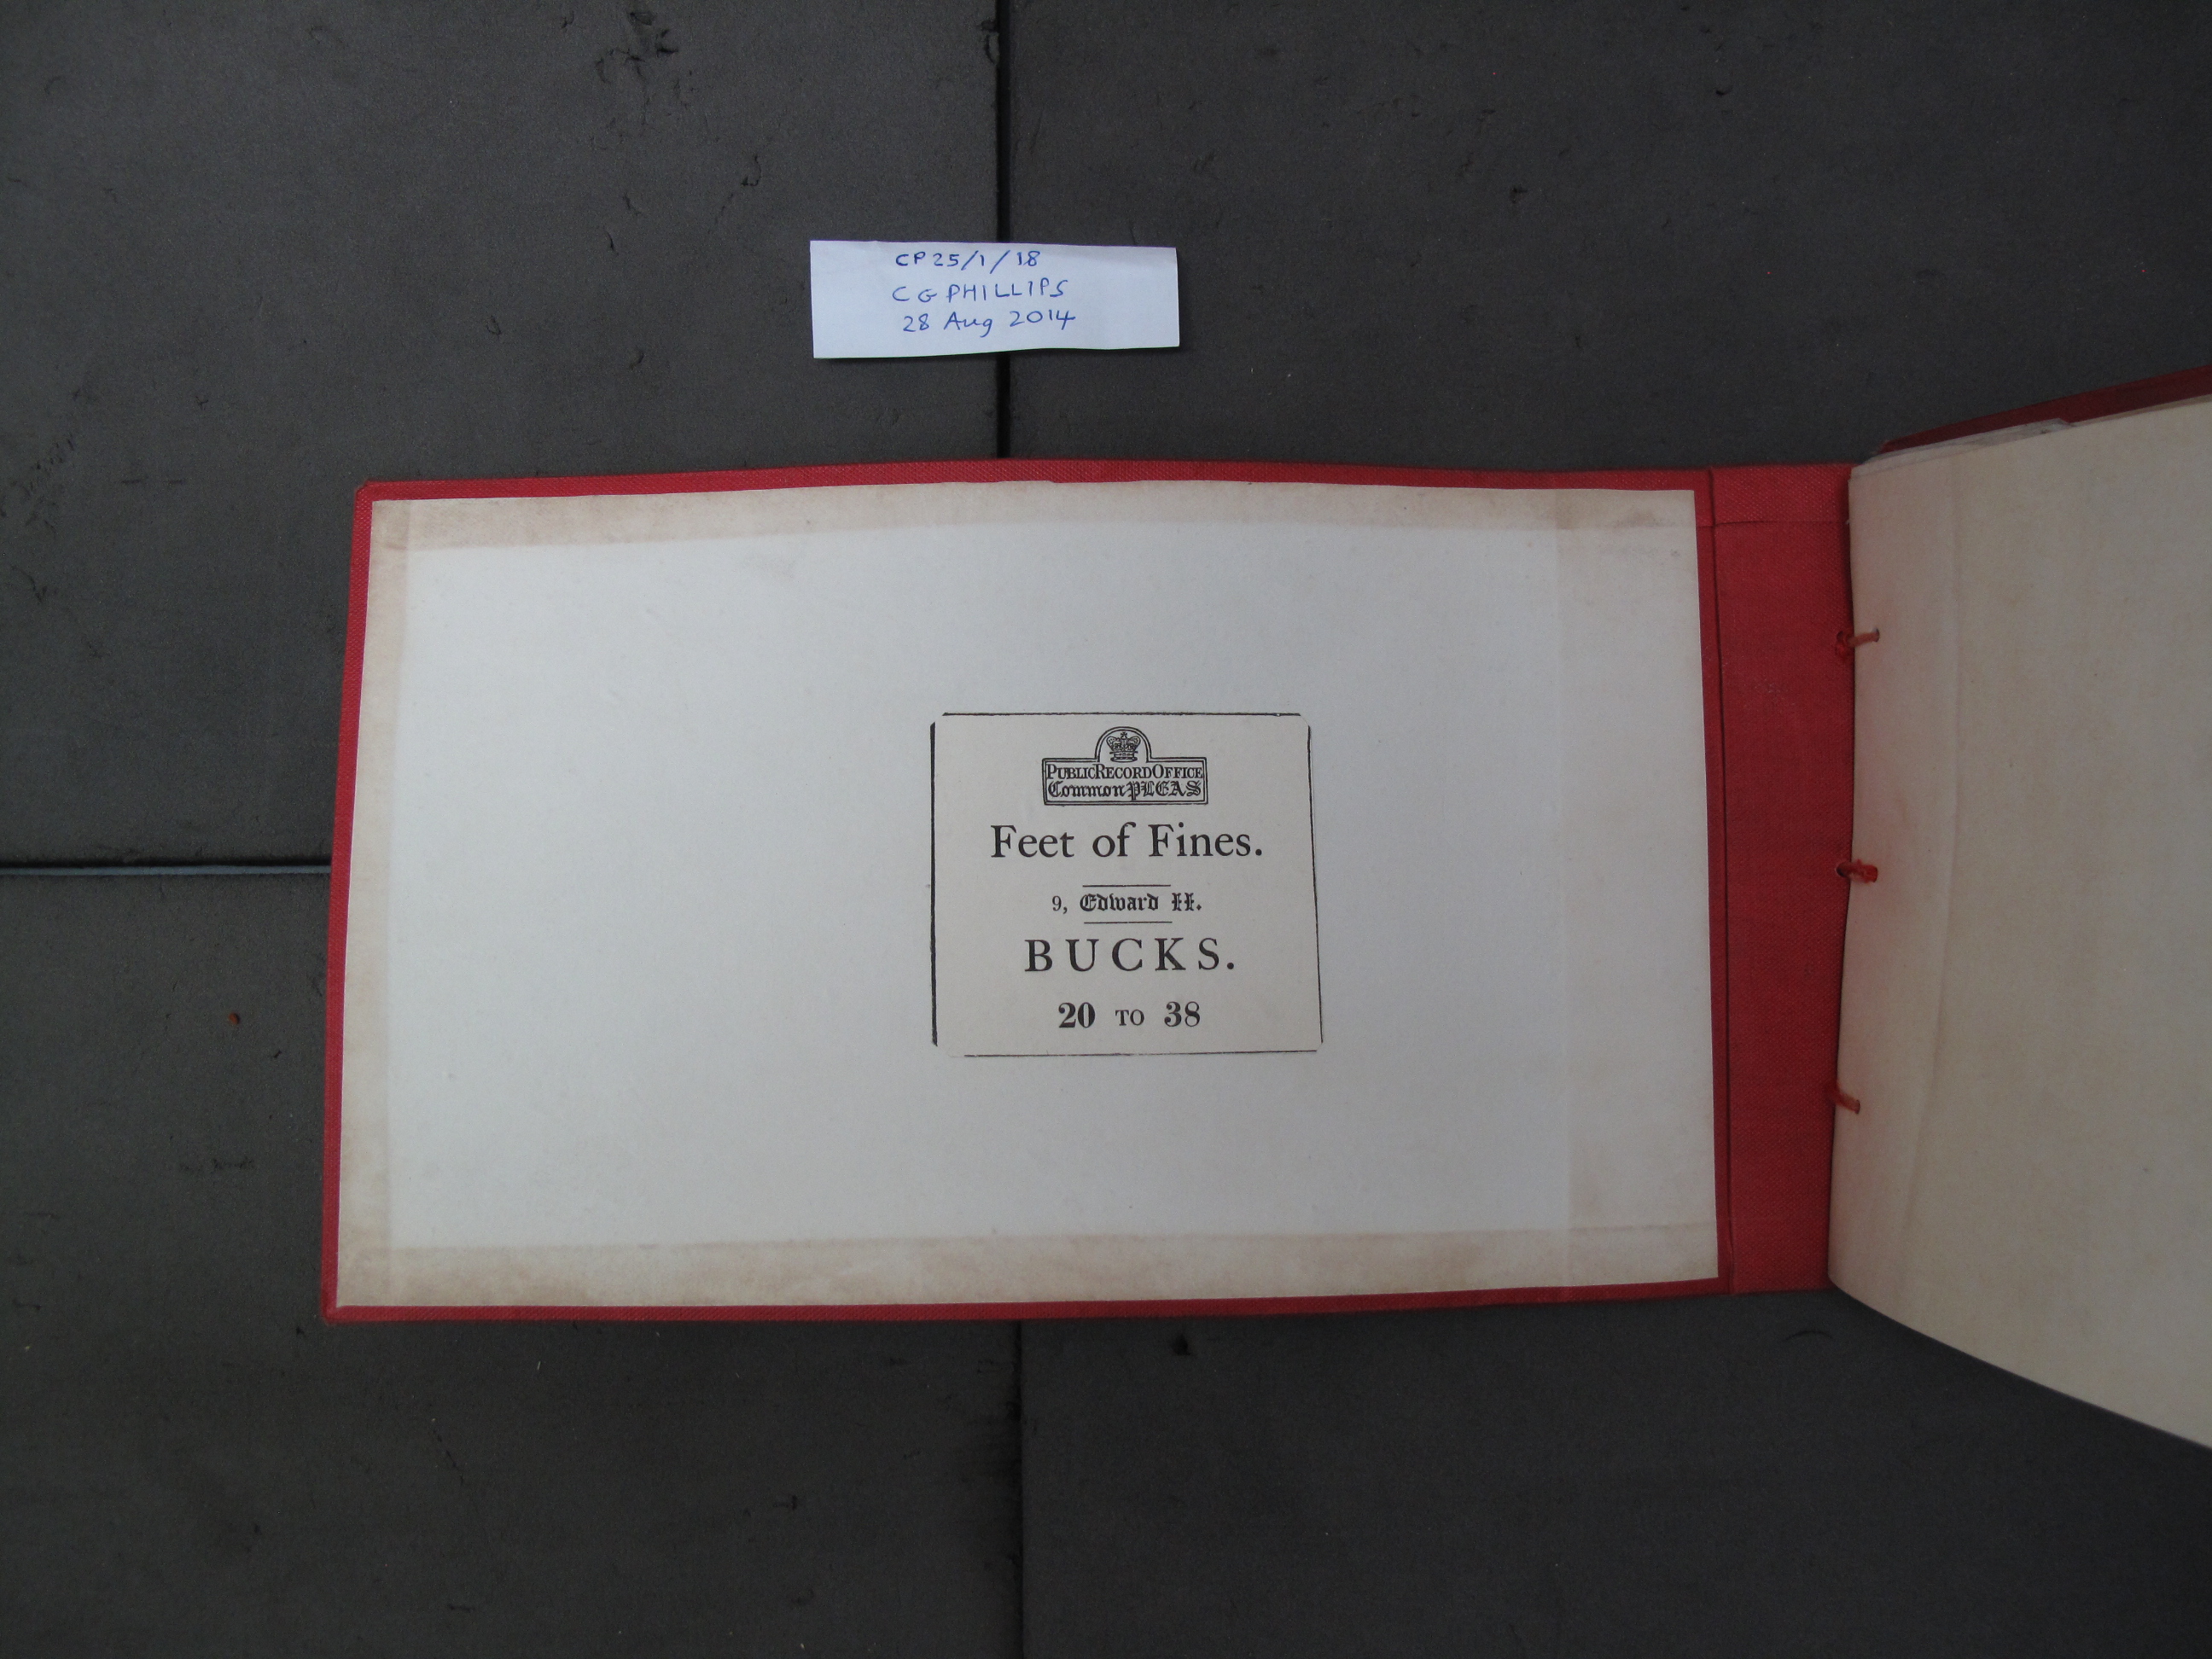 CP25/1/18
C G PHILLIPS
28 Aug 2014
PUBLIC RECORD OFFICE
Common PLEAS
Feet of Fines.
9, Edward II.
BUCKS.
20 TO 38